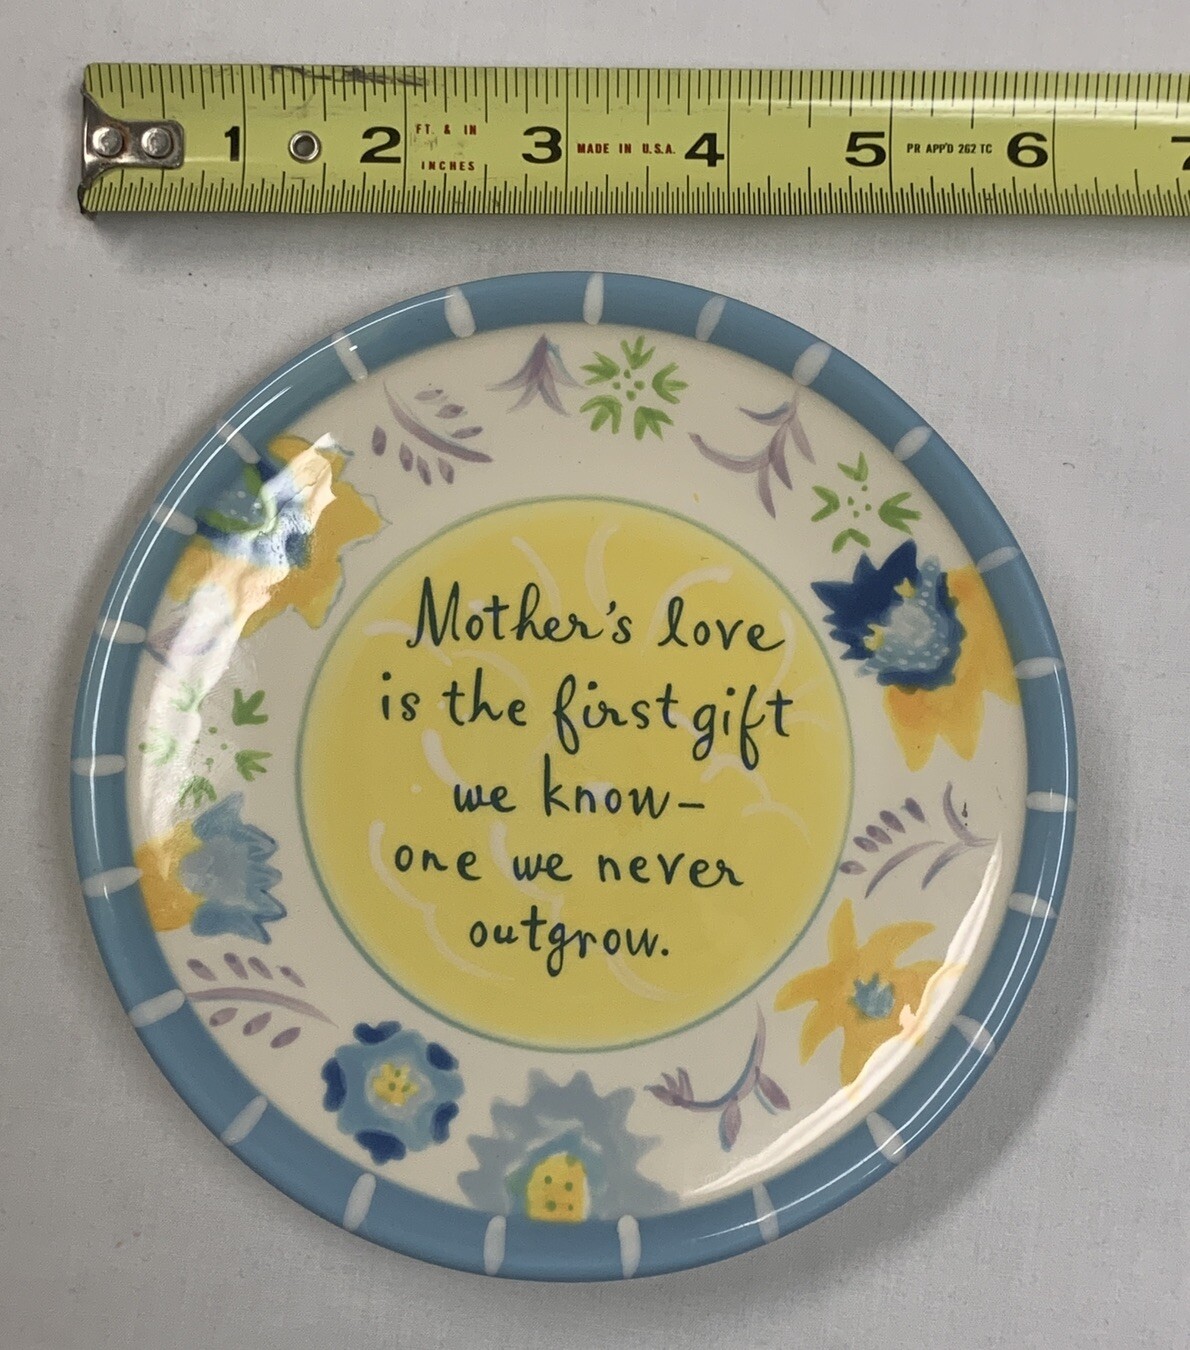 1 2 FT. & IN 3 MADE IN U.S.A. 4 5 PR APP'D 262 TC 6 7
INCHES
Mother's love
is the first gift
we know–
one we never
outgrow.